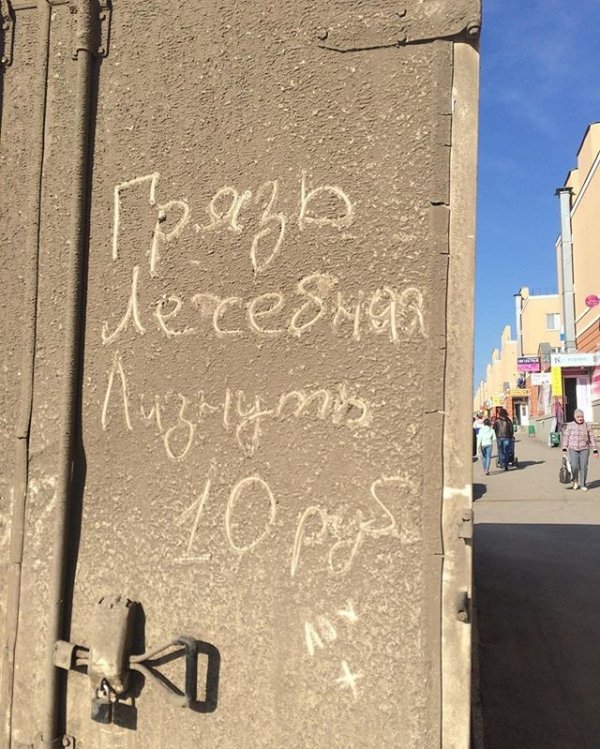 Грязь
Лечебная
Лизнуть
10 руб